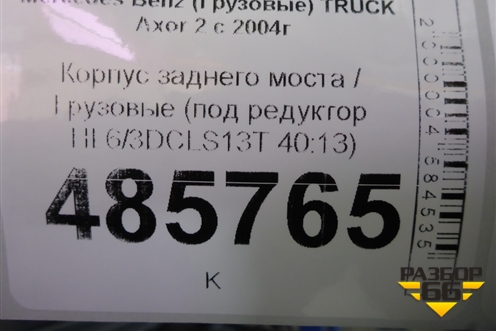 Mercedes Benz (Грузовые) TRUCK
Axor 2 с 2004г
Корпус заднего моста /
Грузовые (под редуктор
HL6/3DCLS13T 40:13)
485765
К
2000004584535
РАЗБОР
66